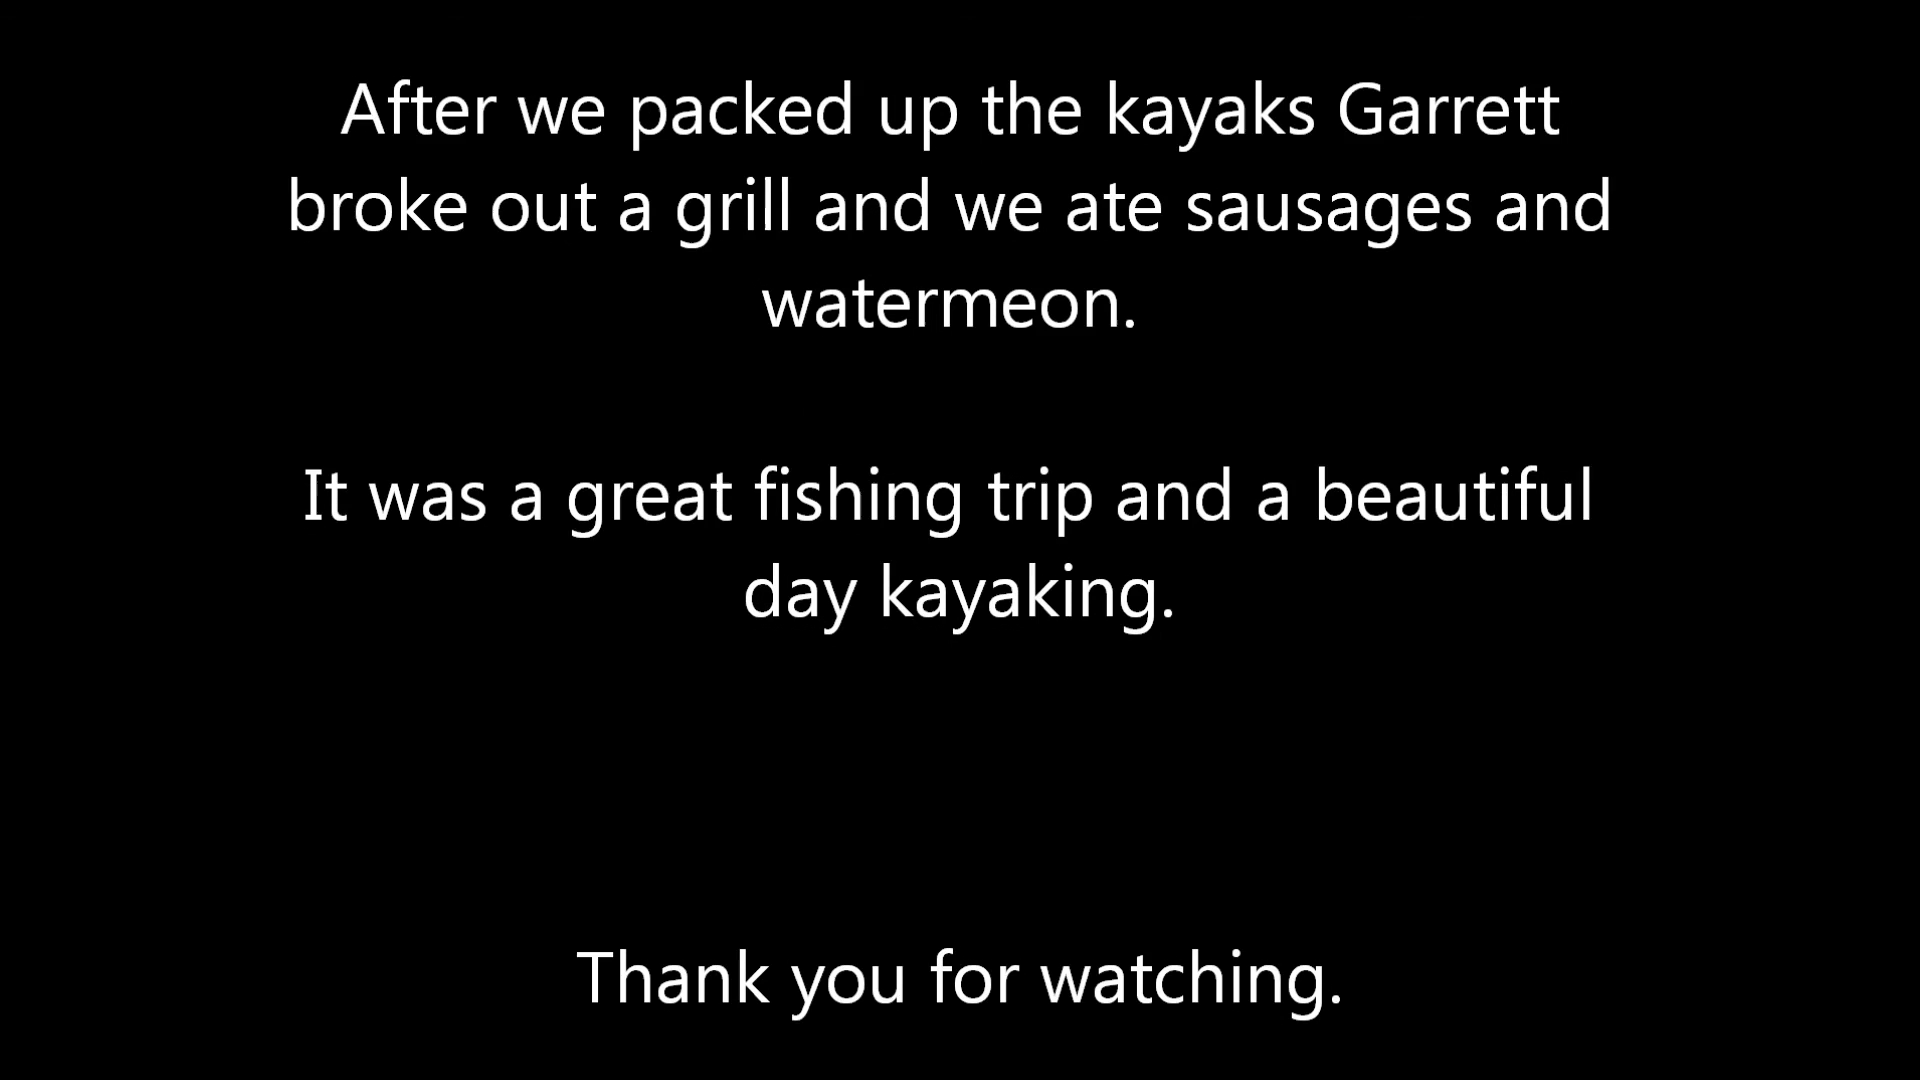 After we packed up the kayaks Garrett
broke out a grill and we ate sausages and
watermeon.
It was a great fishing trip and a beautiful
day kayaking.
Thank you for watching.